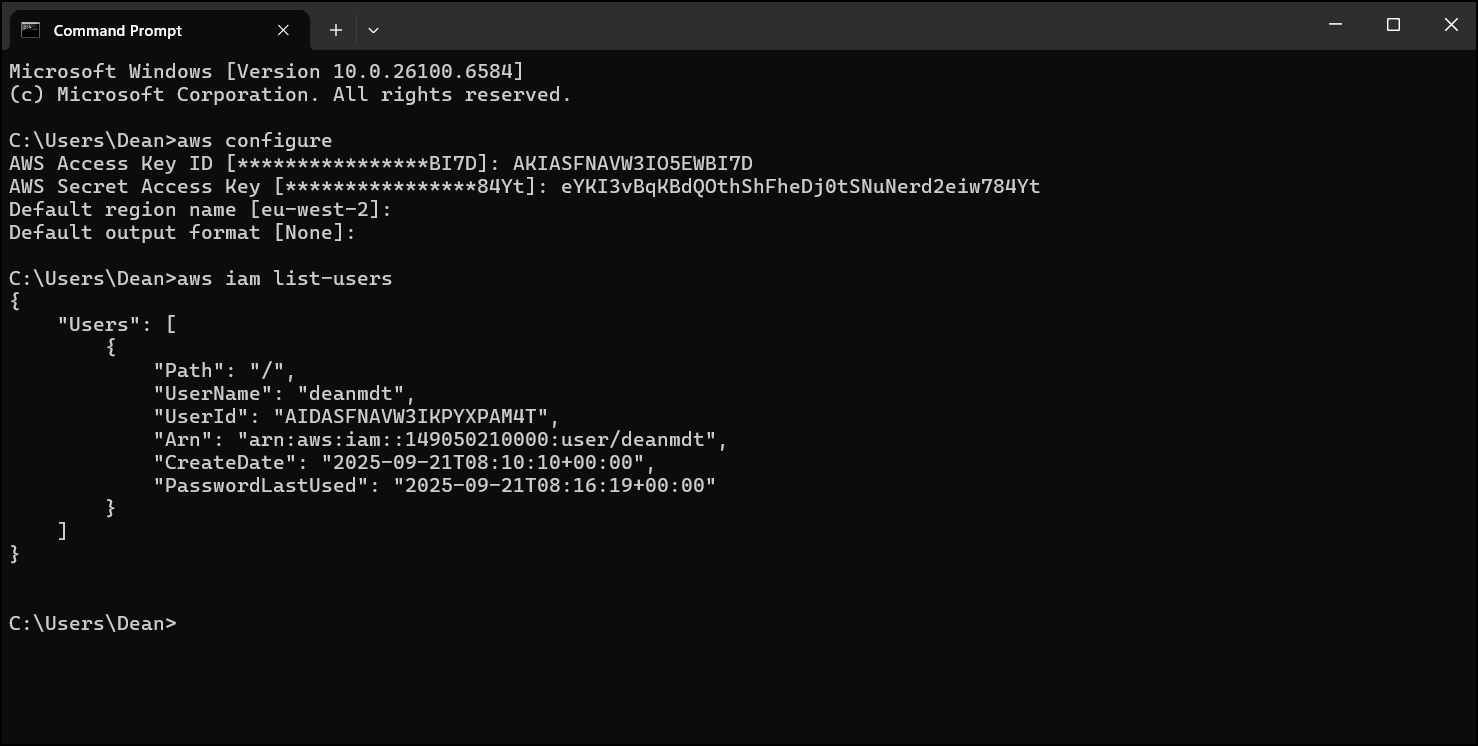 Command Prompt
Microsoft Windows [Version 10.0.26100.6584]
(c) Microsoft Corporation. All rights reserved.
C:\Users\Dean>aws configure
AWS Access Key ID [****************BI7D]: AKIASFNAVW3IO5EWBI7D
AWS Secret Access Key [****************84Yt]: 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
Default region name [eu-west-2]:
Default output format [None]:
C:\Users\Dean>aws iam list-users
{
    "Users": [
        {
            "Path": "/",
            "UserName": "deanmdt",
            "UserId": "AIDASFNAVW3IKPYXPAM4T",
            "Arn": "arn:aws:iam::149050210000:user/deanmdt",
            "CreateDate": "2025-09-21T08:10:10+00:00",
            "PasswordLastUsed": "2025-09-21T08:16:19+00:00"
        }
    ]
}
C:\Users\Dean>